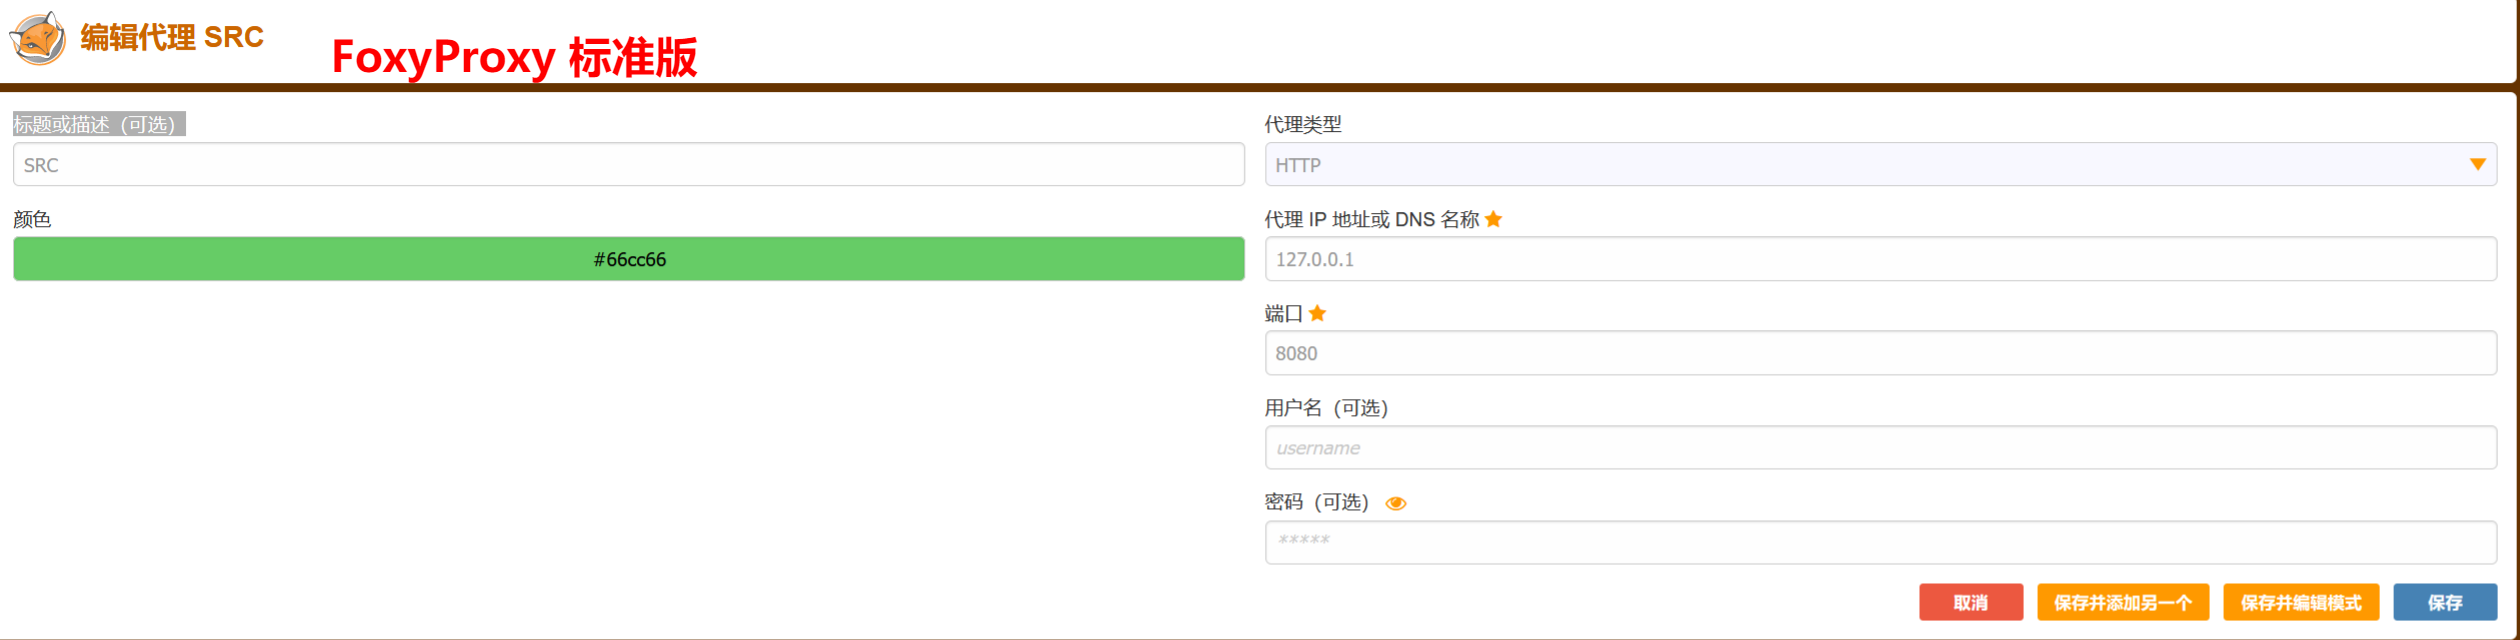 编辑代理 SRC
FoxyProxy 标准版
标题或描述（可选）
SRC
颜色
#66cc66
代理类型
HTTP
代理 IP 地址或 DNS 名称
127.0.0.1
端口
8080
用户名（可选）
username
密码（可选）
*****
取消
保存并添加另一个
保存并编辑模式
保存